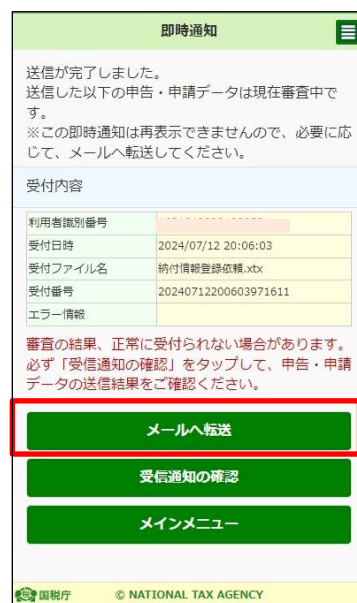 即時通知
送信が完了しました。
送信した以下の申告・申請データは現在審査中で
す。
※この即時通知は再表示できませんので、必要に応
じて、メールへ転送してください。
受付内容
利用者識別番号
受付日時 2024/07/12 20:06:03
受付ファイル名 納付情報登録依頼.xtx
受付番号 20240712200603971611
エラー情報
審査の結果、正常に受付られない場合があります。
必ず「受信通知の確認」をタップして、申告・申請
データの送信結果をご確認ください。
メールへ転送
受信通知の確認
メインメニュー
国税庁 © NATIONAL TAX AGENCY